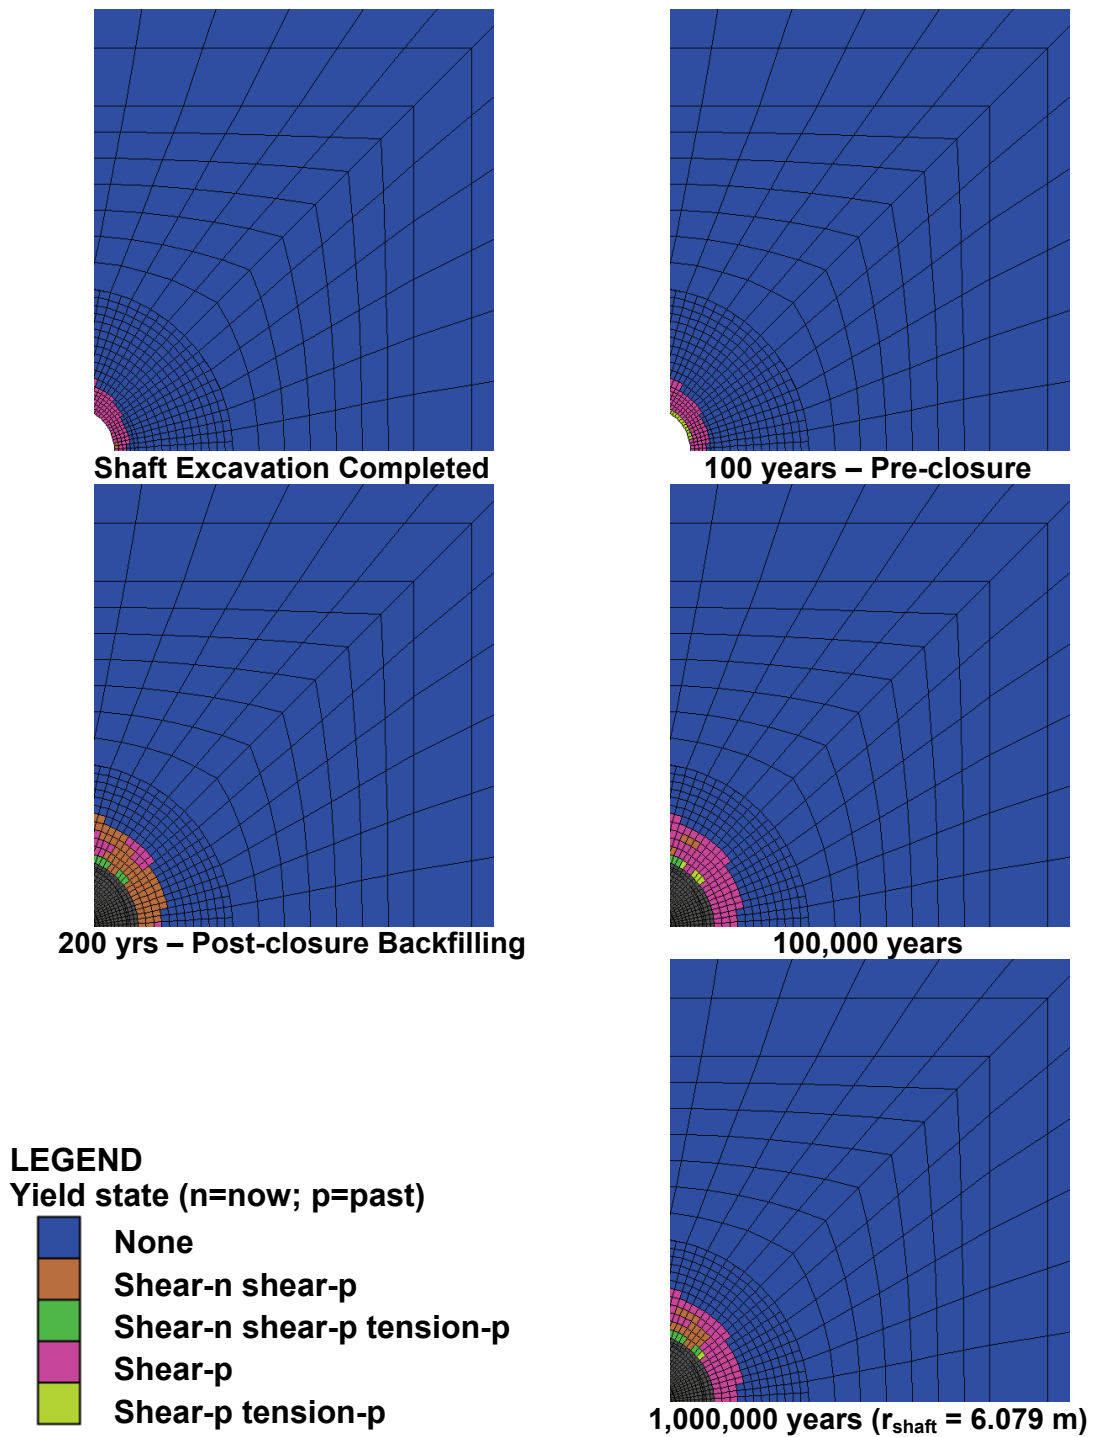 Shaft Excavation Completed
100 years – Pre-closure
200 yrs – Post-closure Backfilling
100,000 years
LEGEND
Yield state (n=now; p=past)
None
Shear-n shear-p
Shear-n shear-p tension-p
Shear-p
Shear-p tension-p
1,000,000 years (rshaft = 6.079 m)